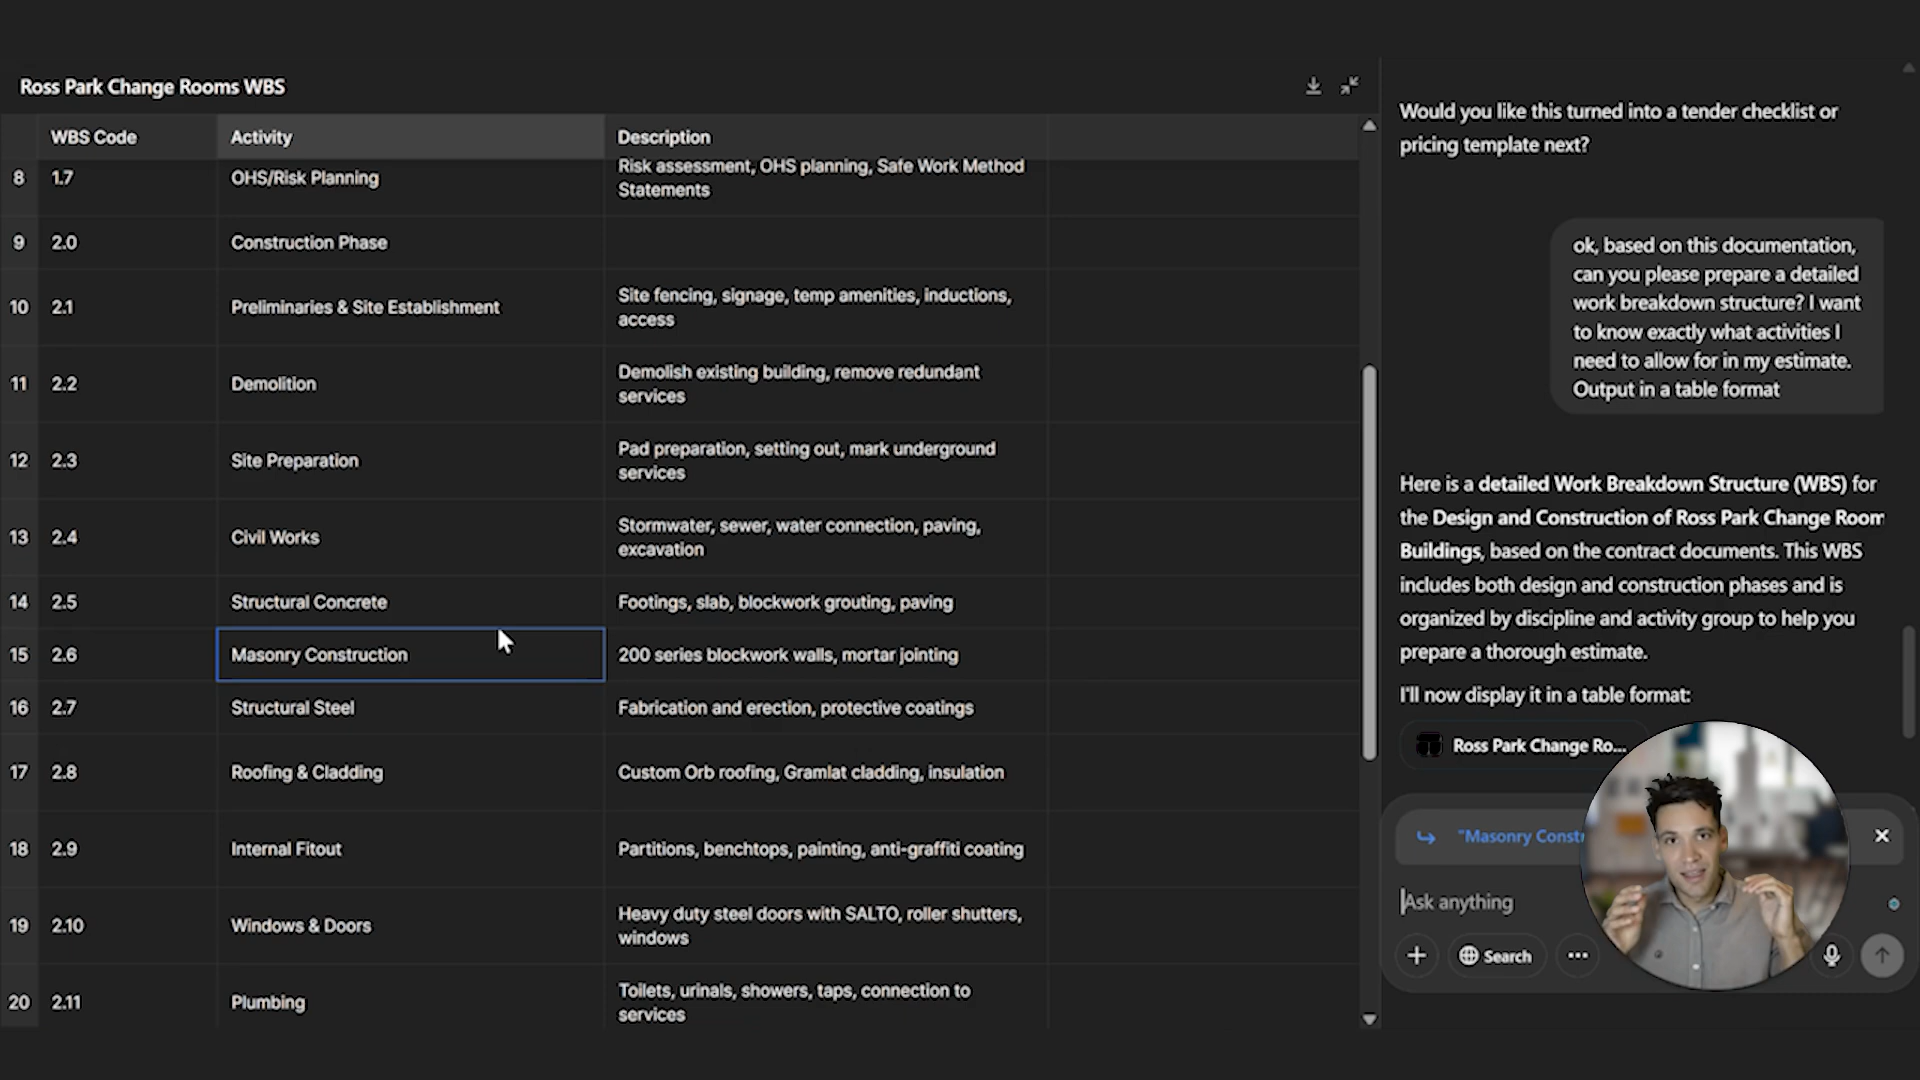 Ross Park Change Rooms WBS
WBS Code Activity Description
8 1.7 OHS/Risk Planning Risk assessment, OHS planning, Safe Work Method
Statements
9 2.0 Construction Phase
10 2.1 Preliminaries & Site Establishment Site fencing, signage, temp amenities, inductions,
access
11 2.2 Demolition Demolish existing building, remove redundant
services
12 2.3 Site Preparation Pad preparation, setting out, mark underground
services
13 2.4 Civil Works Stormwater, sewer, water connection, paving,
excavation
14 2.5 Structural Concrete Footings, slab, blockwork grouting, paving
15 2.6 Masonry Construction 200 series blockwork walls, mortar jointing
16 2.7 Structural Steel Fabrication and erection, protective coatings
17 2.8 Roofing & Cladding Custom Orb roofing, Gramlat cladding, insulation
18 2.9 Internal Fitout Partitions, benchtops, painting, anti-graffiti coating
19 2.10 Windows & Doors Heavy duty steel doors with SALTO, roller shutters,
windows
20 2.11 Plumbing Toilets, urinals, showers, taps, connection to
services
Would you like this turned into a tender checklist or
pricing template next?
ok, based on this documentation,
can you please prepare a detailed
work breakdown structure? I want
to know exactly what activities I
need to allow for in my estimate.
Output in a table format
Here is a detailed Work Breakdown Structure (WBS) for
the Design and Construction of Ross Park Change Room
Buildings, based on the contract documents. This WBS
includes both design and construction phases and is
organized by discipline and activity group to help you
prepare a thorough estimate.
I'll now display it in a table format:
Ross Park Change Ro...
"Masonry Constr
Ask anything
Search